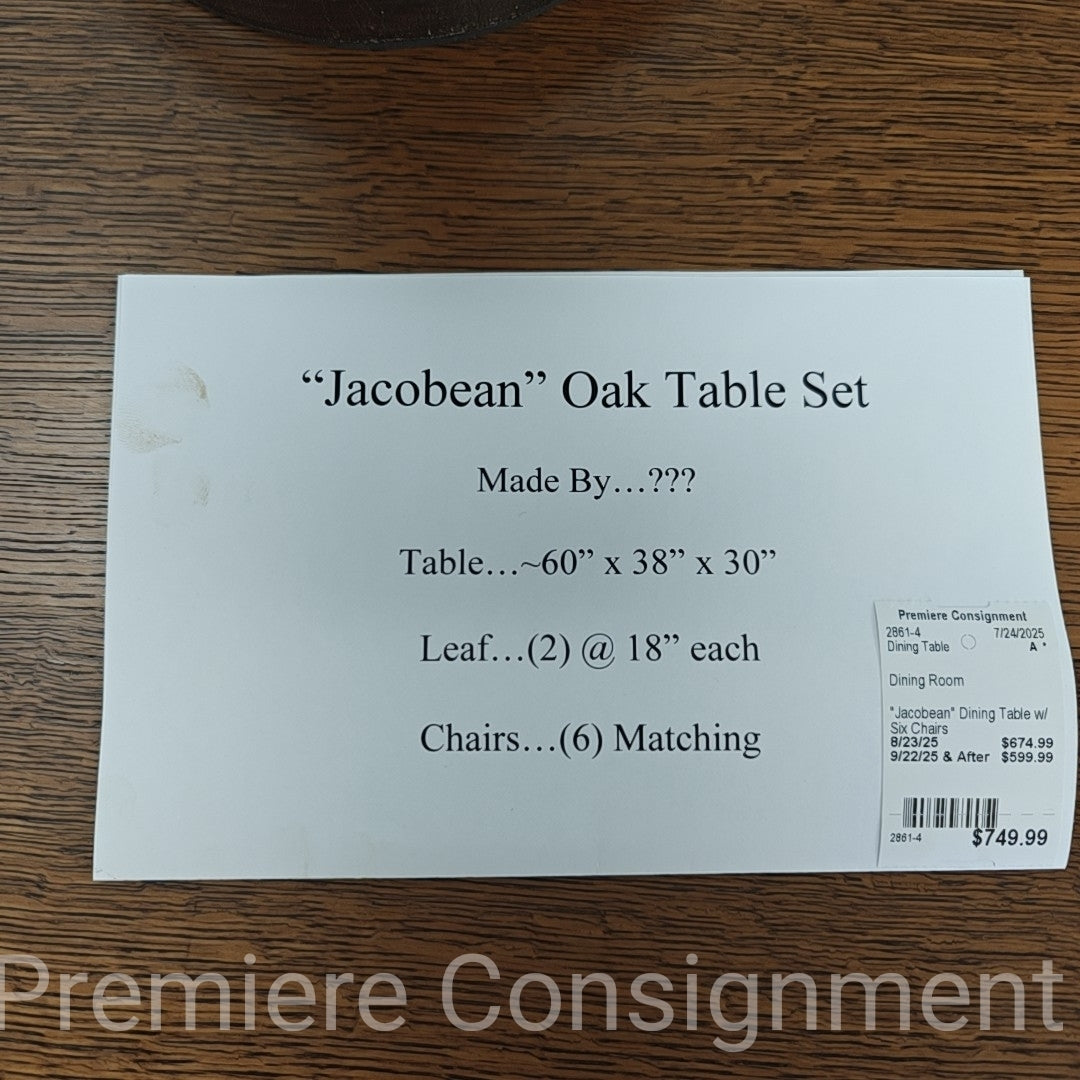 “Jacobean” Oak Table Set
Made By…???
Table…~60” x 38” x 30”
Leaf…(2) @ 18” each
Chairs…(6) Matching
Premiere Consignment
2861-4 7/24/2025
Dining Table A *
Dining Room
"Jacobean" Dining Table w/
Six Chairs
8/23/25 $674.99
9/22/25 & After $599.99
2861-4 $749.99
Premiere Consignment